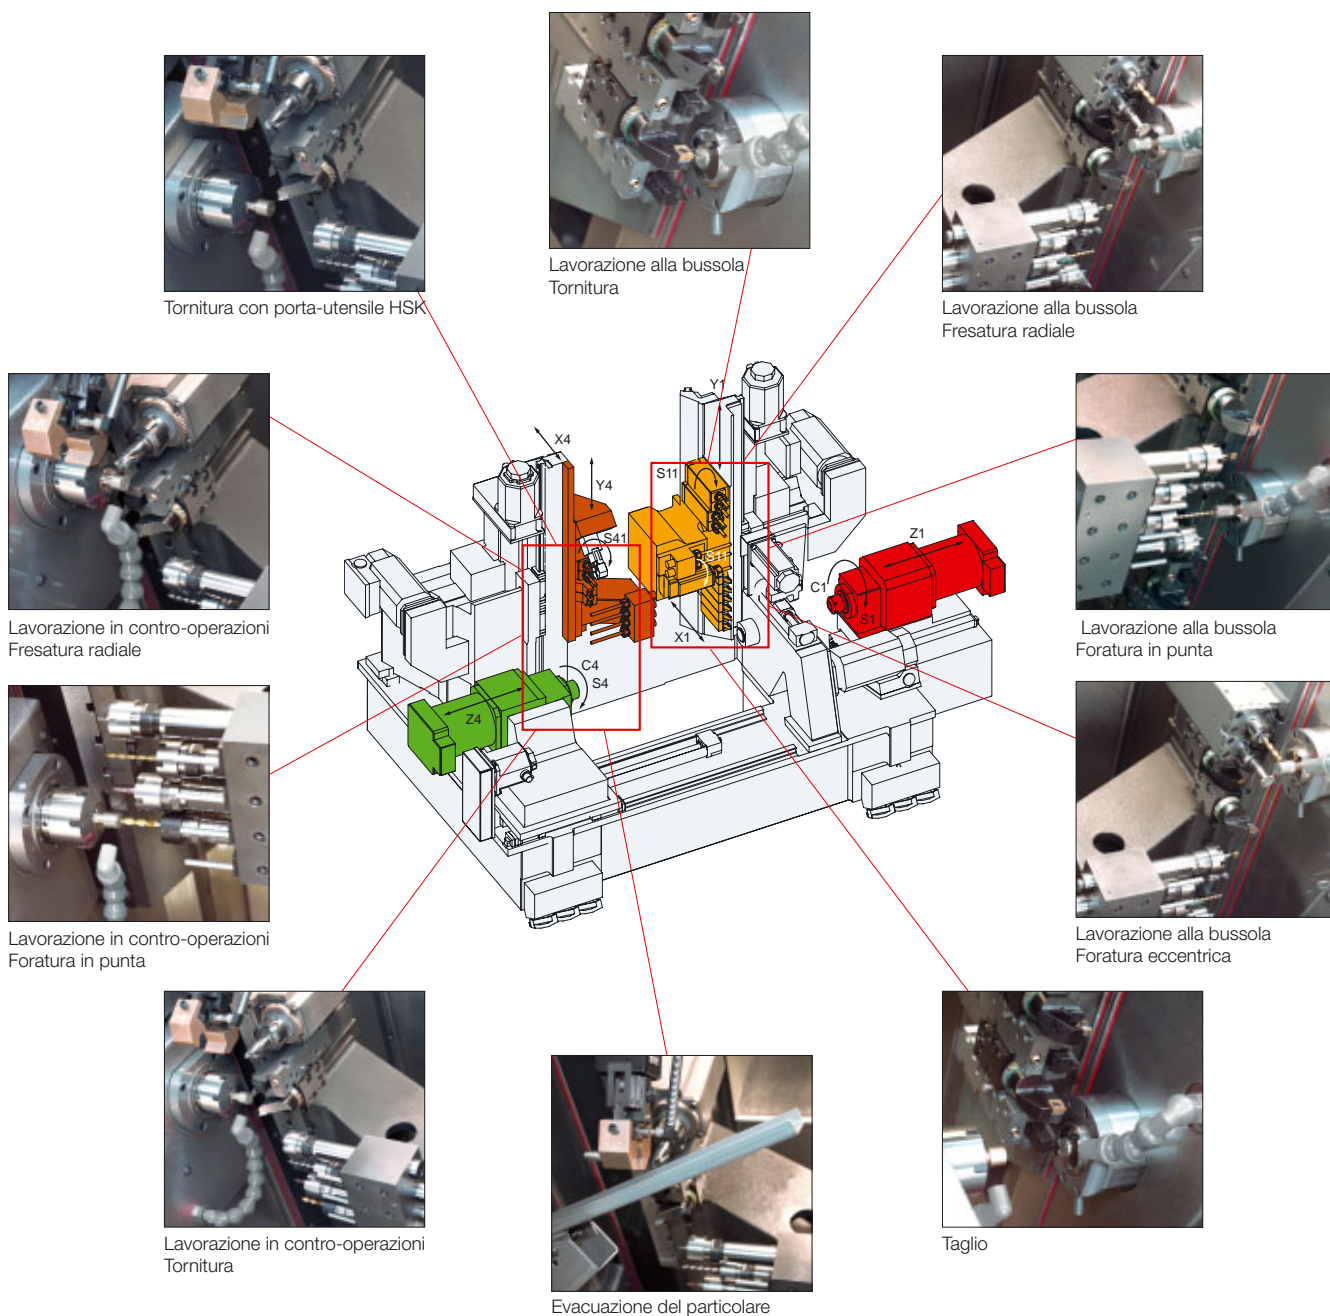 Tornitura con porta-utensile HSK
Lavorazione alla bussola
Tornitura
Lavorazione alla bussola
Fresatura radiale
Lavorazione in contro-operazioni
Fresatura radiale
Lavorazione alla bussola
Foratura in punta
Lavorazione in contro-operazioni
Foratura in punta
Lavorazione alla bussola
Foratura eccentrica
Lavorazione in contro-operazioni
Tornitura
Evacuazione del particolare
Taglio
Y1
X4
S11
Y4
S41
S11
Z1
C1
S1
X1
C4
S4
Z4